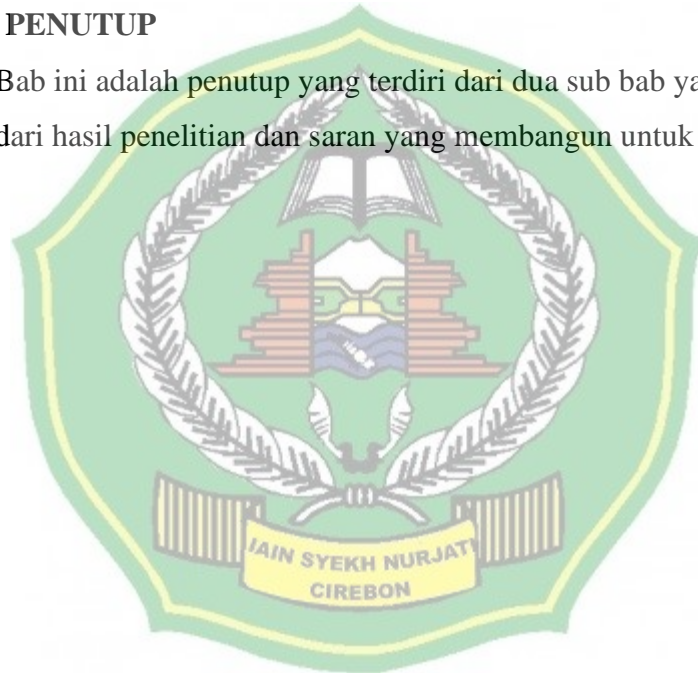 PENUTUP
Bab ini adalah penutup yang terdiri dari dua sub bab
dari hasil penelitian dan saran yang membangun untuk
IAIN SYEKH NURJATI
CIREBON